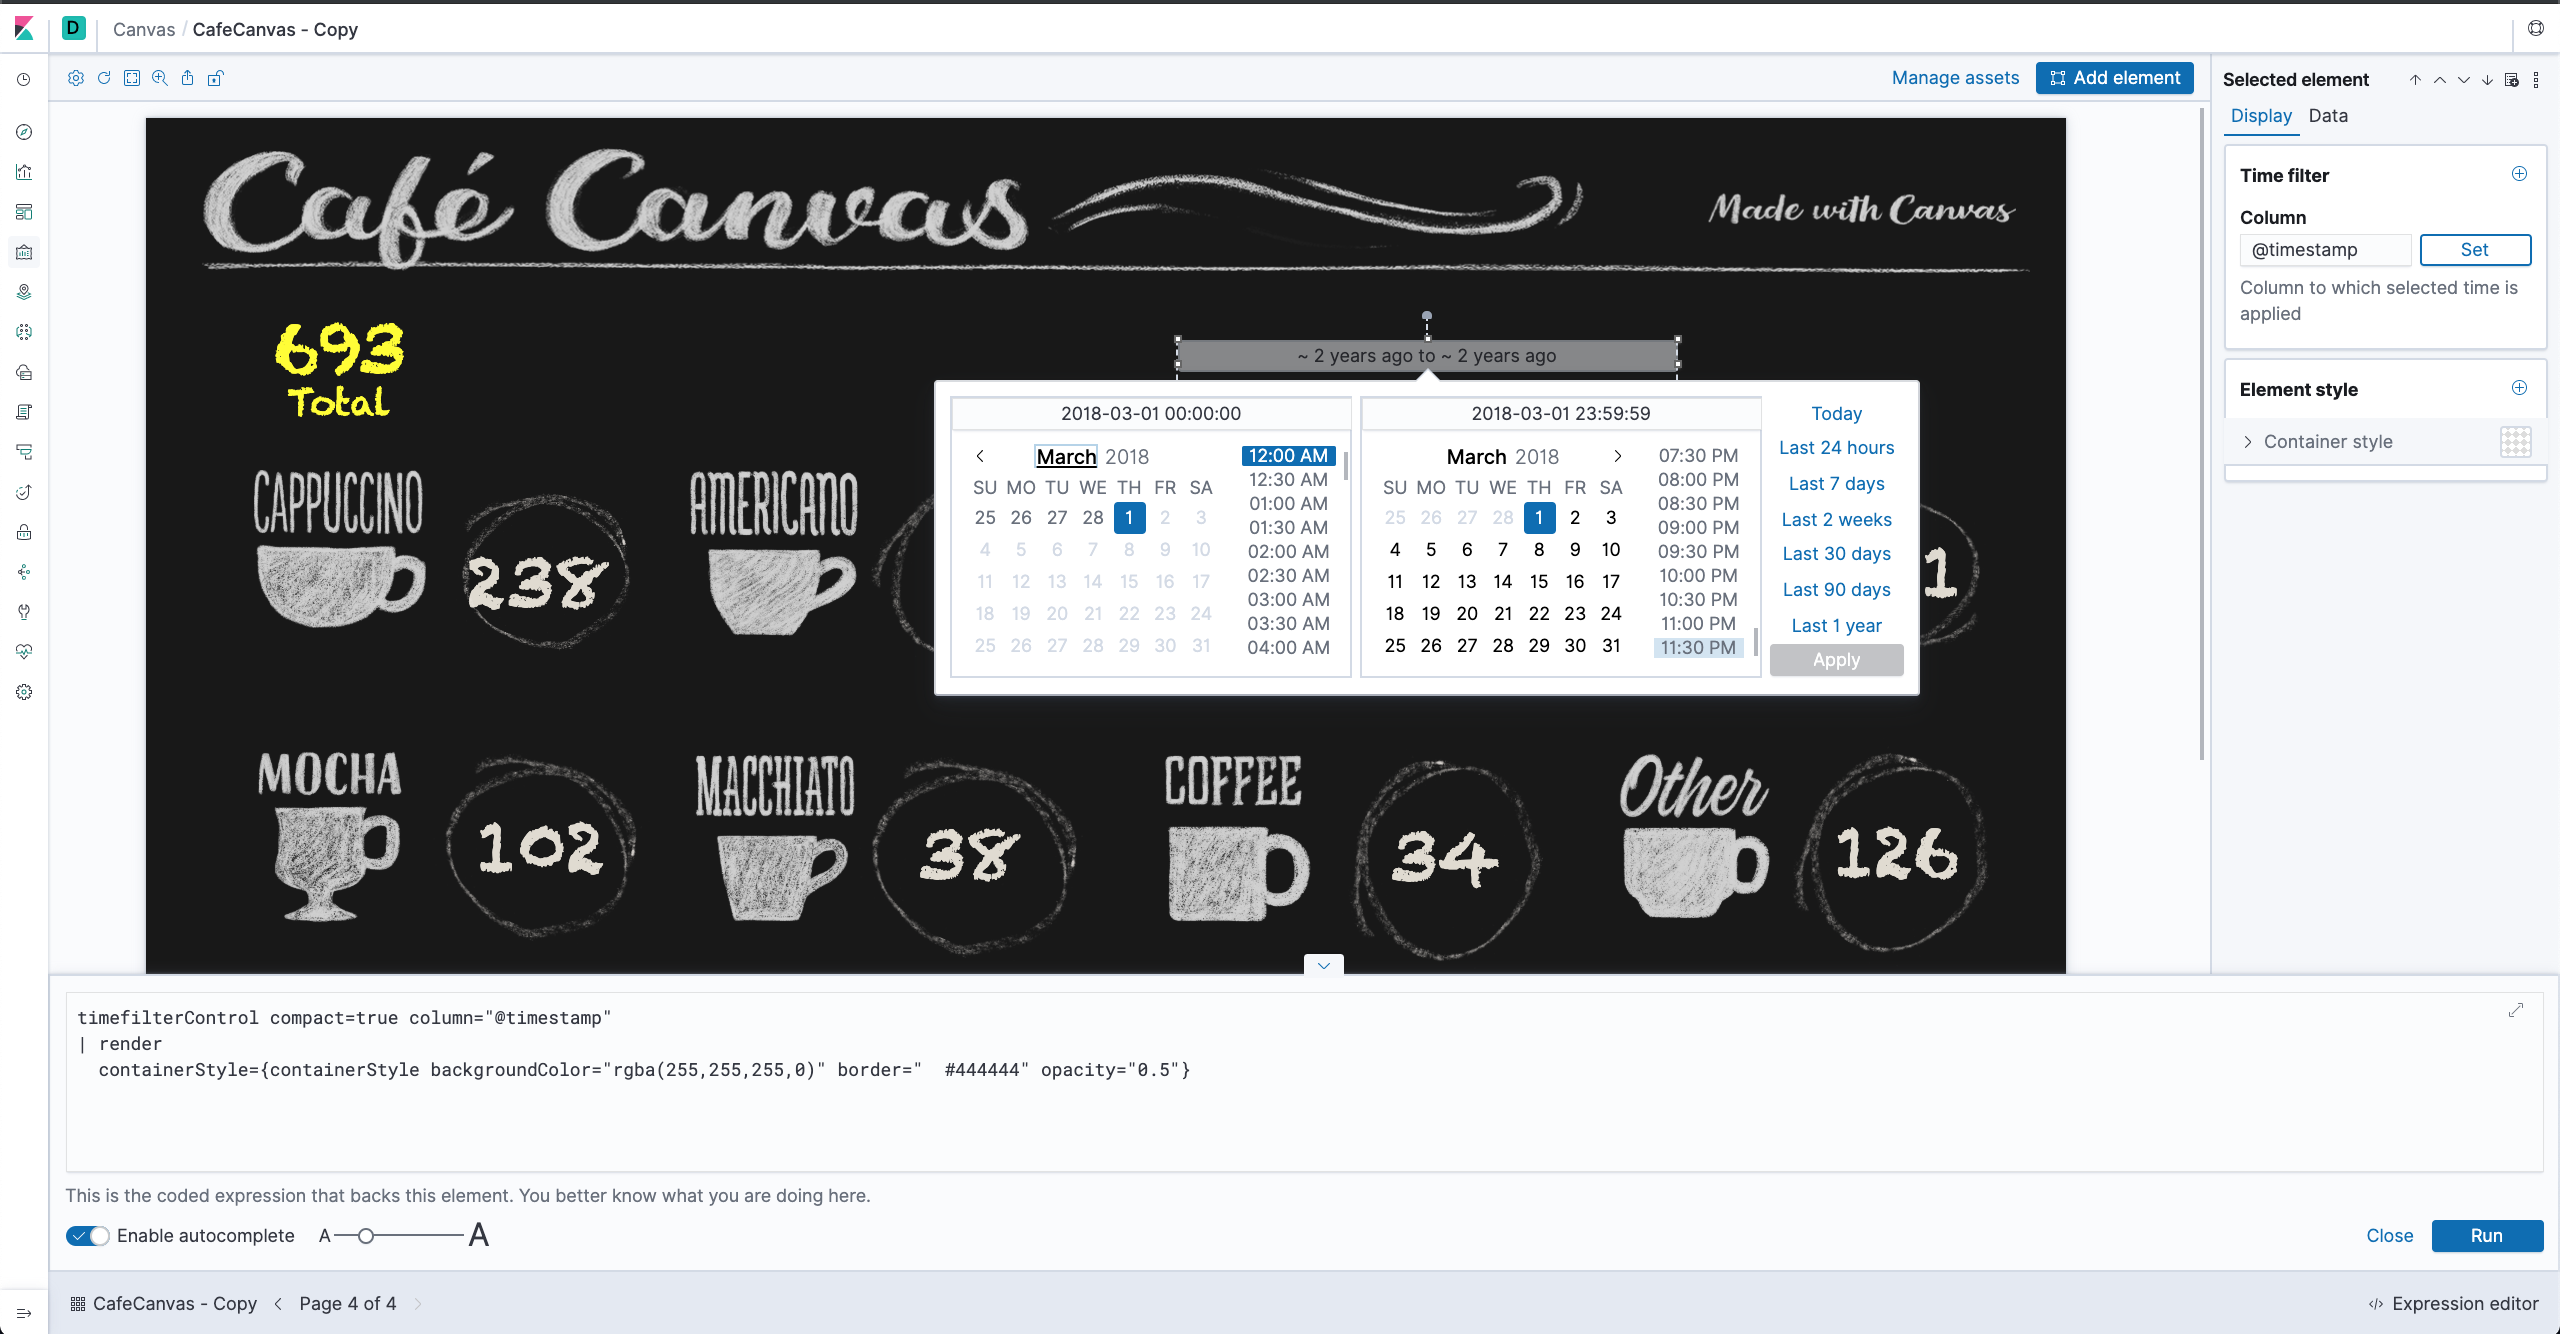 D Canvas / CafeCanvas - Copy
Manage assets
Add element
Selected element
Display Data
Time filter
Column
@timestamp Set
Column to which selected time is
applied
Element style
Container style
Café Canvas
Made with Canvas
693
Total
~ 2 years ago to ~ 2 years ago
2018-03-01 00:00:00
March 2018
SU MO TU WE TH FR SA
25 26 27 28 1 2 3
4 5 6 7 8 9 10
11 12 13 14 15 16 17
18 19 20 21 22 23 24
25 26 27 28 29 30 31
12:00 AM
12:30 AM
01:00 AM
01:30 AM
02:00 AM
02:30 AM
03:00 AM
03:30 AM
04:00 AM
2018-03-01 23:59:59
March 2018
SU MO TU WE TH FR SA
25 26 27 28 1 2 3
4 5 6 7 8 9 10
11 12 13 14 15 16 17
18 19 20 21 22 23 24
25 26 27 28 29 30 31
07:30 PM
08:00 PM
08:30 PM
09:00 PM
09:30 PM
10:00 PM
10:30 PM
11:00 PM
11:30 PM
Today
Last 24 hours
Last 7 days
Last 2 weeks
Last 30 days
Last 90 days
Last 1 year
Apply
CAPPUCCINO
238
AMERICANO
1
MOCHA
102
MACCHIATO
38
COFFEE
34
Other
126
timefilterControl compact=true column="@timestamp"
| render
containerStyle={containerStyle backgroundColor="rgba(255,255,255,0)" border="  #444444" opacity="0.5"}
This is the coded expression that backs this element. You better know what you are doing here.
Enable autocomplete A A
Close Run
CafeCanvas - Copy < Page 4 of 4 >
</> Expression editor